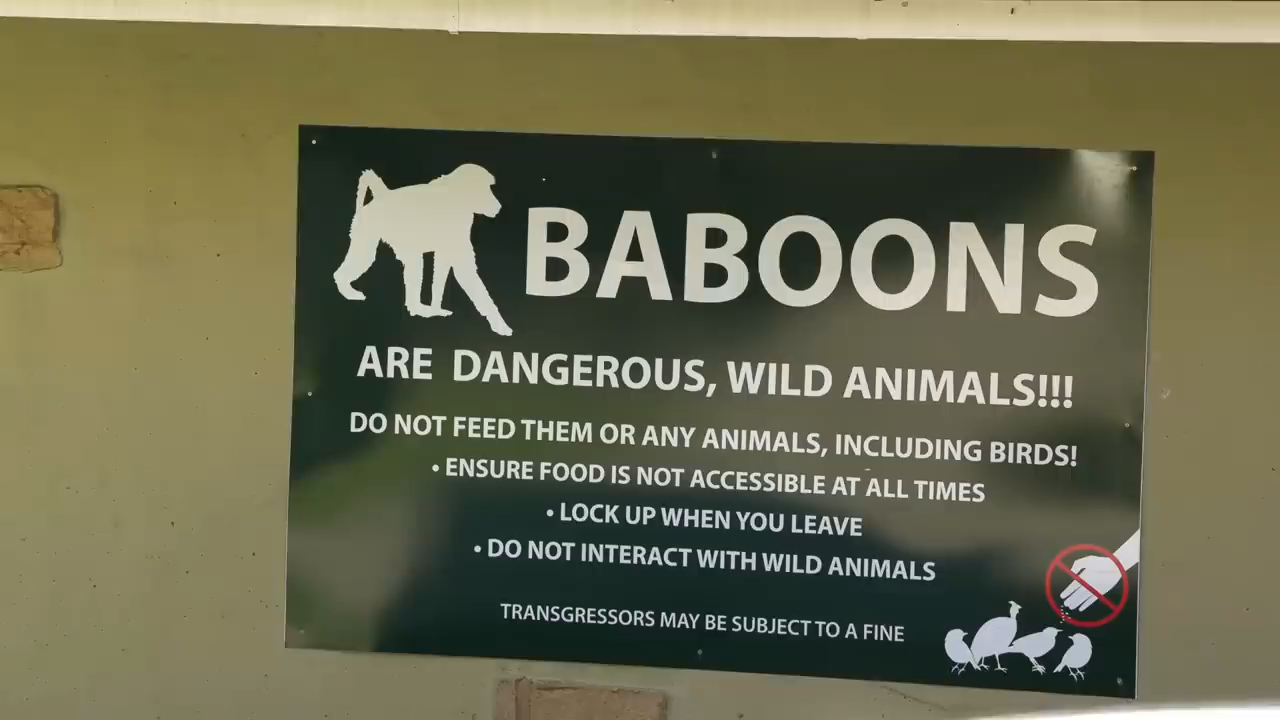 BABOONS
ARE DANGEROUS, WILD ANIMALS!!!
DO NOT FEED THEM OR ANY ANIMALS, INCLUDING BIRDS!
• ENSURE FOOD IS NOT ACCESSIBLE AT ALL TIMES
• LOCK UP WHEN YOU LEAVE
• DO NOT INTERACT WITH WILD ANIMALS
TRANSGRESSORS MAY BE SUBJECT TO A FINE